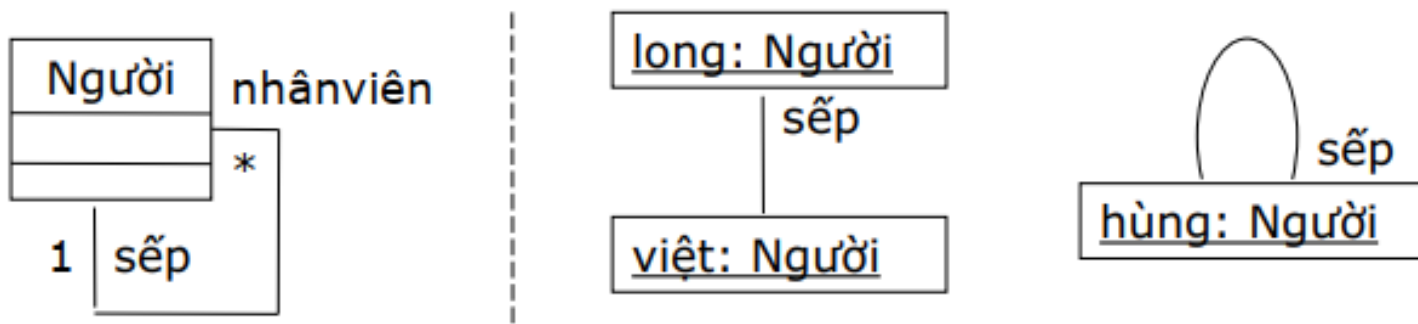 Người
nhânviên
*
1
sếp
long: Người
sếp
việt: Người
sếp
hùng: Người